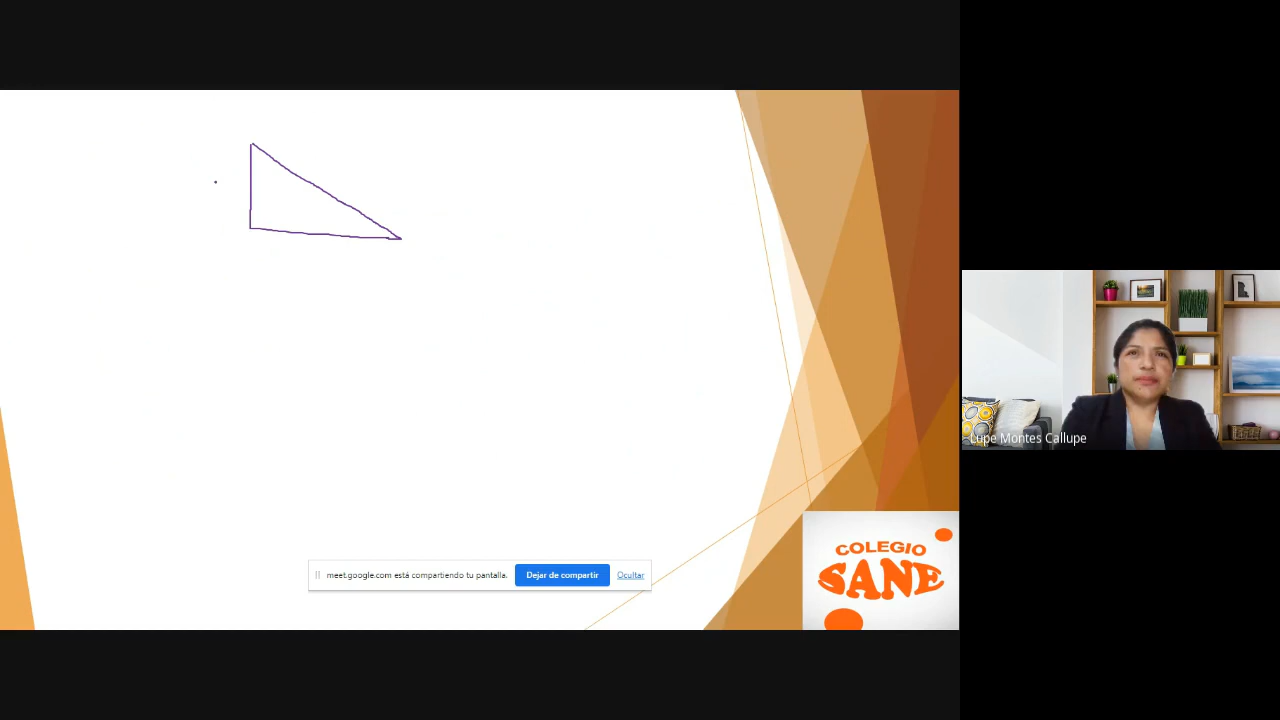 meet.google.com está compartiendo tu pantalla.
Dejar de compartir
Ocultar
COLEGIO
SANE
Lupe Montes Callupe